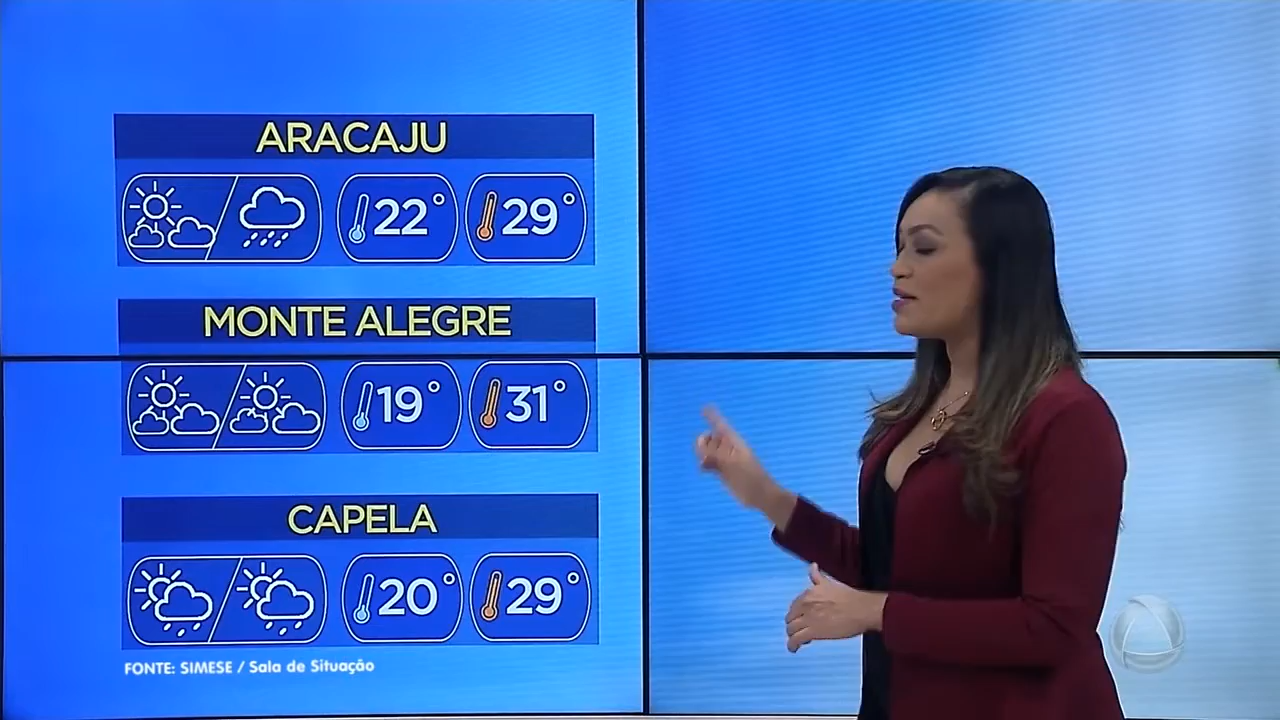 ARACAJU
22° 29°
MONTE ALEGRE
19° 31°
CAPELA
20° 29°
FONTE: SIMESE / Sala de Situação